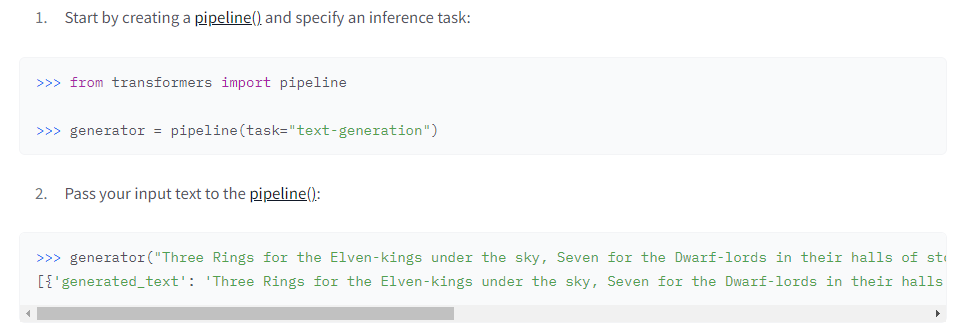 1. Start by creating a pipeline() and specify an inference task:
>>> from transformers import pipeline
>>> generator = pipeline(task="text-generation")
2. Pass your input text to the pipeline():
>>> generator("Three Rings for the Elven-kings under the sky, Seven for the Dwarf-lords in their halls of
[{'generated_text': 'Three Rings for the Elven-kings under the sky, Seven for the Dwarf-lords in their halls